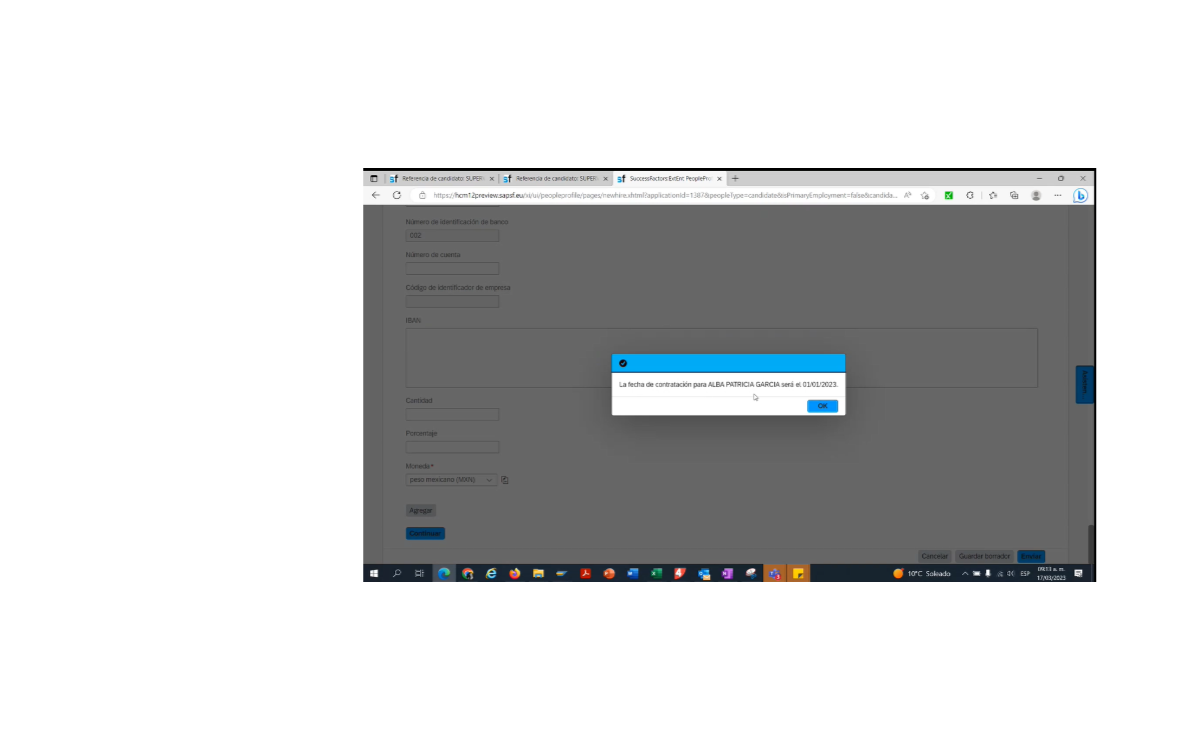 Referencia de candidato: SUPER
Referencia de candidato: SUPER
SuccessFactors:ExtEnt PeoplePro
https://hcm12preview.sapsf.eu/xi/ui/peopleprofile/pages/newhire.xhtml?applicationId=1387&peopleType=candidate&isPrimaryEmployment=false&candida...
Número de identificación de banco
002
Número de cuenta
Código de identificador de empresa
IBAN
La fecha de contratación para ALBA PATRICIA GARCIA será el 01/01/2023.
OK
Cantidad
Porcentaje
Moneda*
peso mexicano (MXN)
Agregar
Continuar
Cancelar Guardar borrador Enviar
10°C Soleado
ESP
09:13 a. m.
17/03/2023